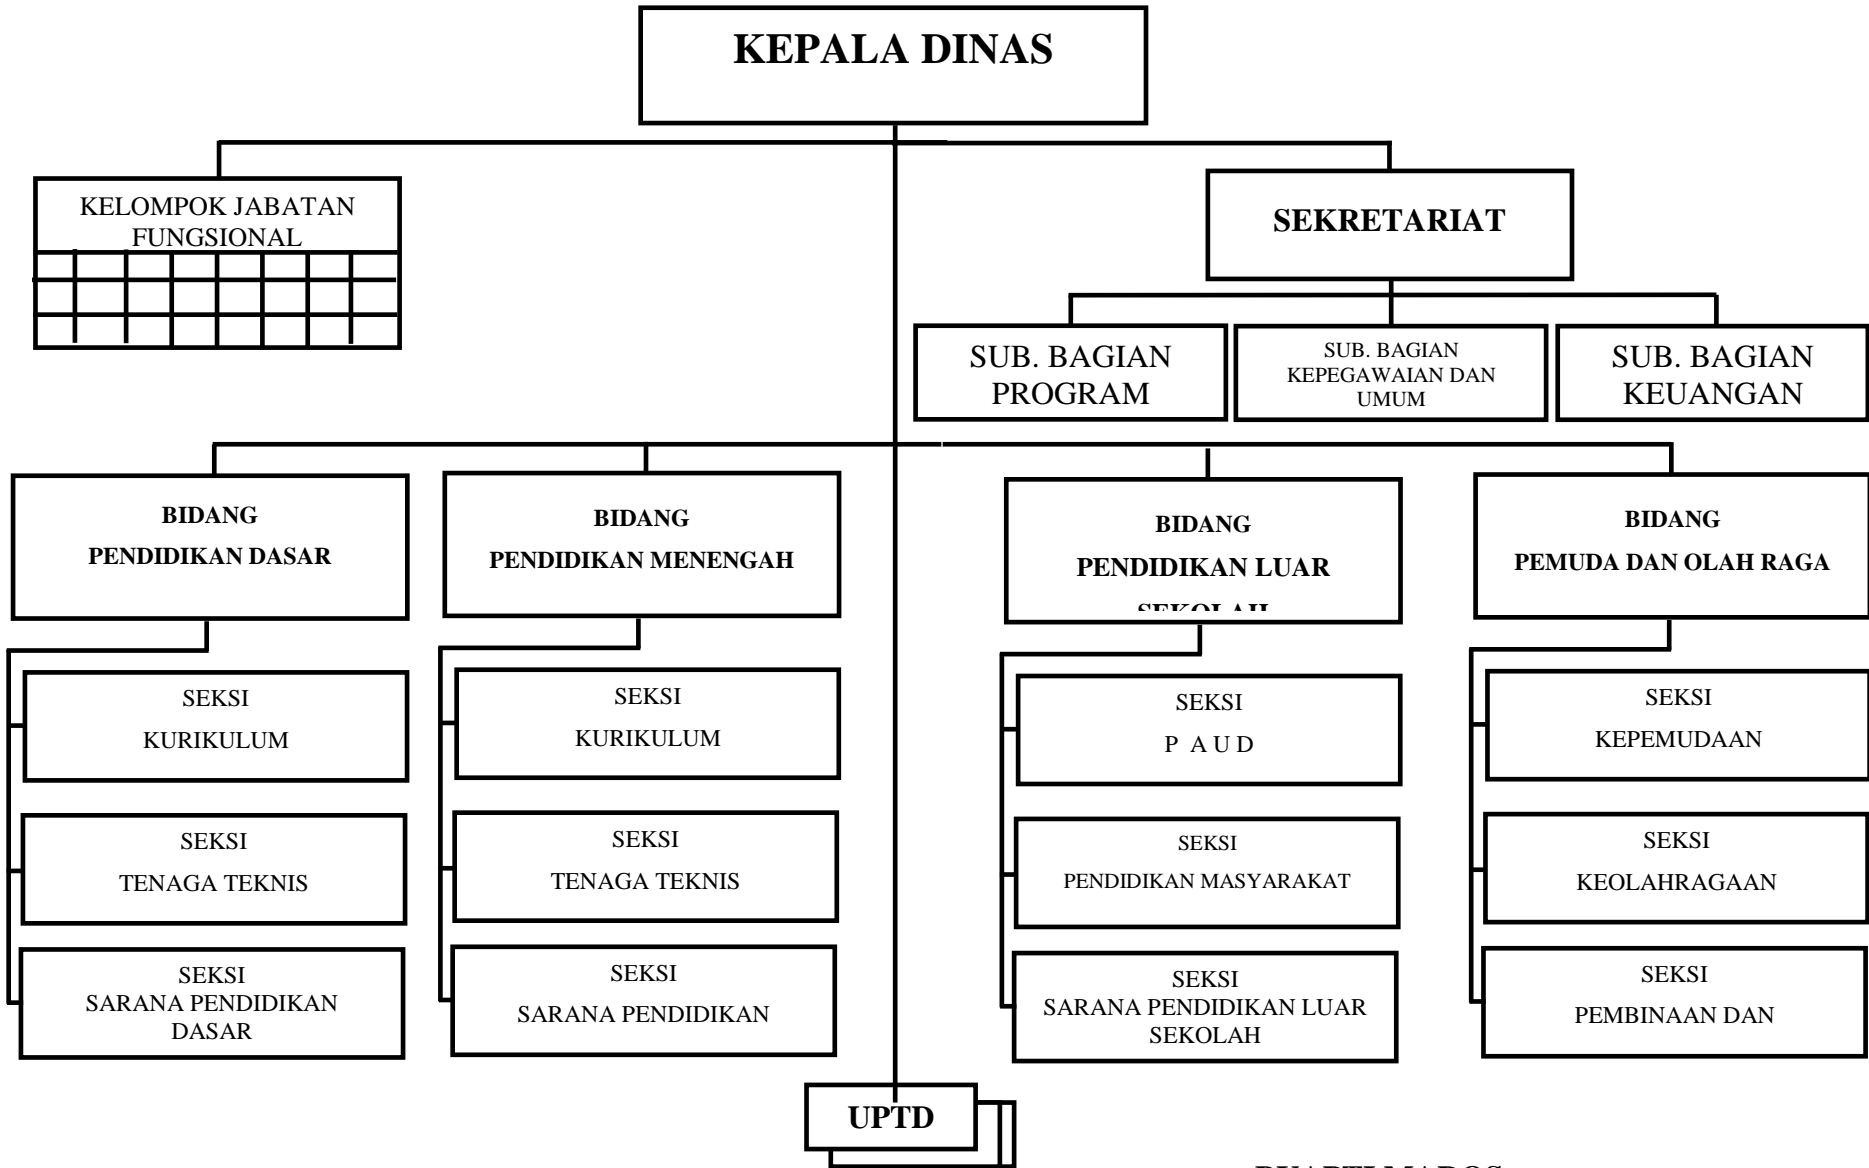 KEPALA DINAS
KELOMPOK JABATAN
FUNGSIONAL
SEKRETARIAT
SUB. BAGIAN
PROGRAM
SUB. BAGIAN
KEPEGAWAIAN DAN
UMUM
SUB. BAGIAN
KEUANGAN
BIDANG
PENDIDIKAN DASAR
BIDANG
PENDIDIKAN MENENGAH
BIDANG
PENDIDIKAN LUAR
SEKOLAH
BIDANG
PEMUDA DAN OLAH RAGA
SEKSI
KURIKULUM
SEKSI
TENAGA TEKNIS
SEKSI
SARANA PENDIDIKAN
DASAR
SEKSI
KURIKULUM
SEKSI
TENAGA TEKNIS
SEKSI
SARANA PENDIDIKAN
SEKSI
P A U D
SEKSI
PENDIDIKAN MASYARAKAT
SEKSI
SARANA PENDIDIKAN LUAR
SEKOLAH
SEKSI
KEPEMUDAAN
SEKSI
KEOLAHRAGAAN
SEKSI
PEMBINAAN DAN
UPTD